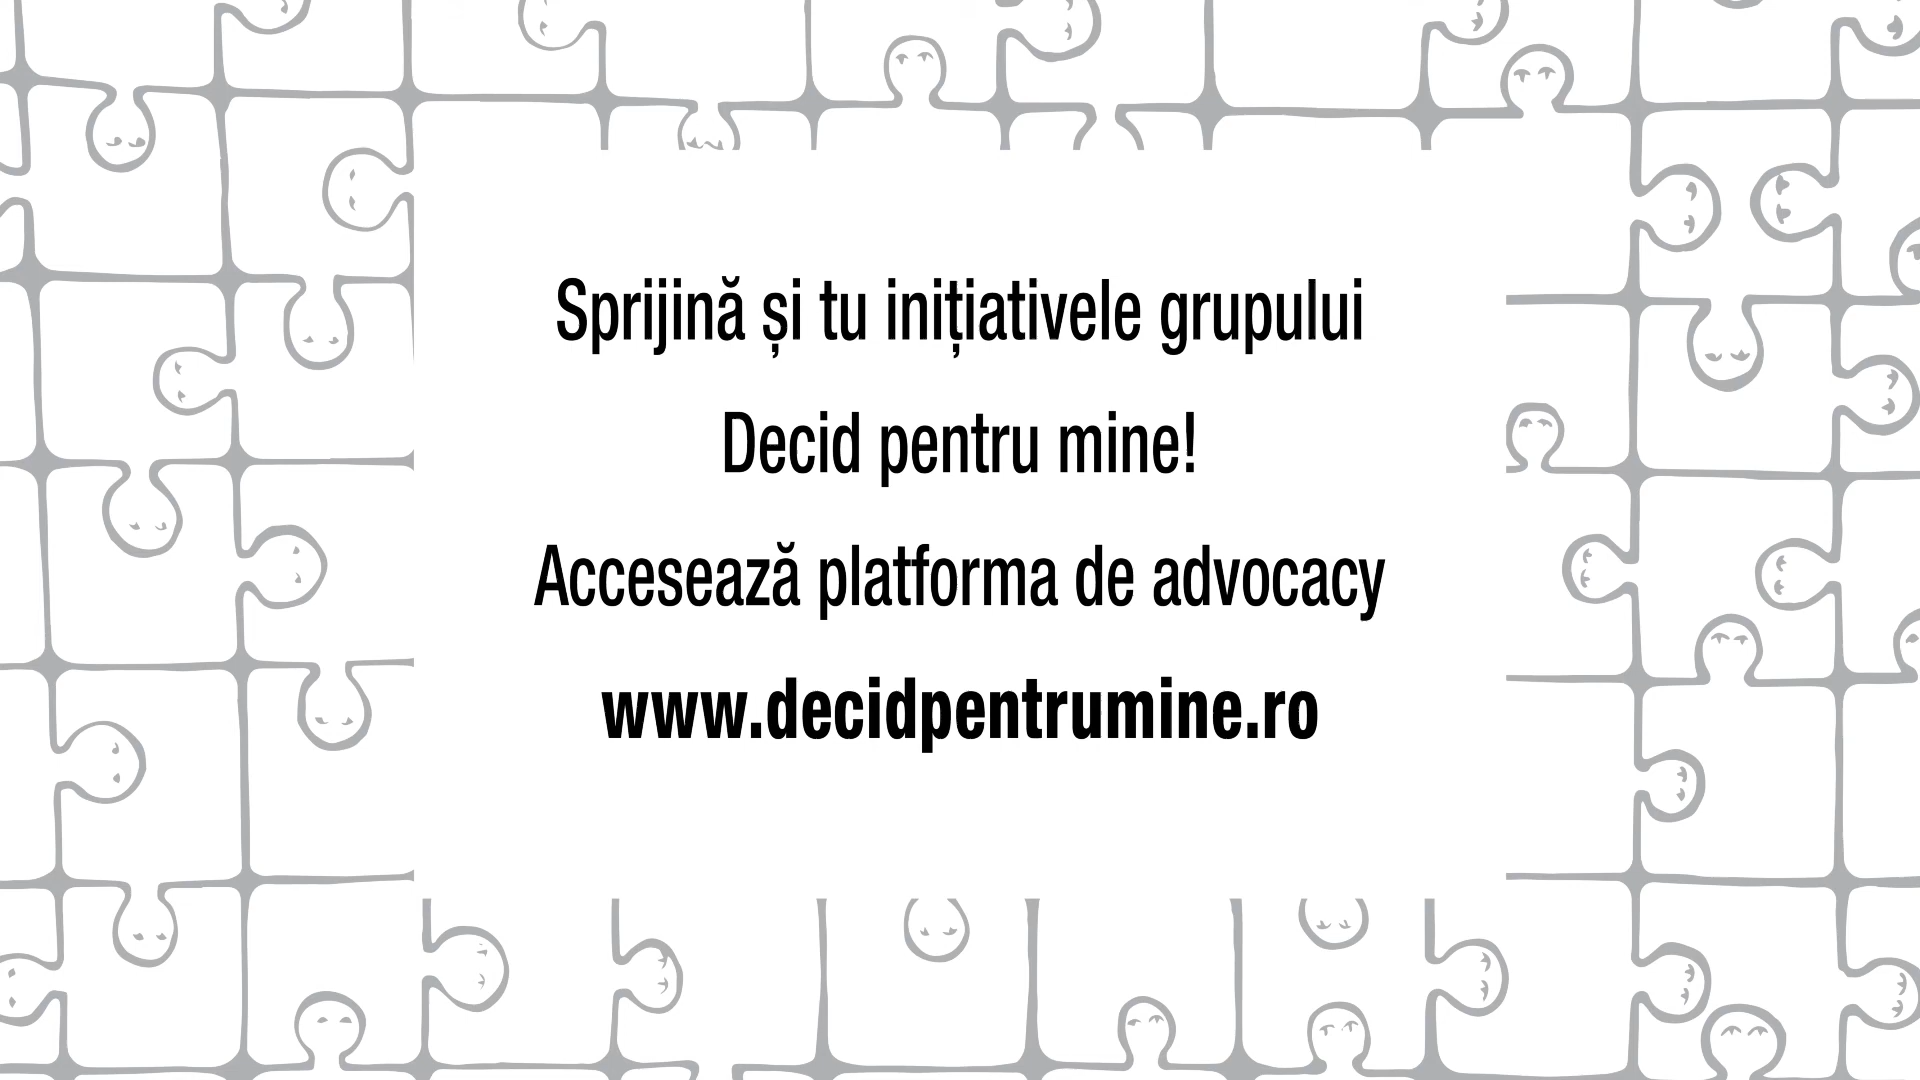 Sprijină și tu inițiativele grupului
Decid pentru mine!
Accesează platforma de advocacy
www.decidpentrumine.ro